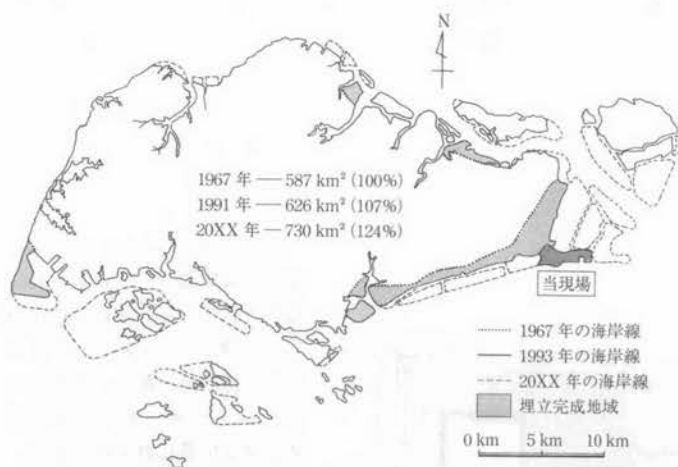 N
1967 年 — 587 km² (100%)
1991 年 — 626 km² (107%)
20XX 年 — 730 km² (124%)
当現場
1967 年の海岸線
1993 年の海岸線
20XX 年の海岸線
埋立完成地域
0 km 5 km 10 km